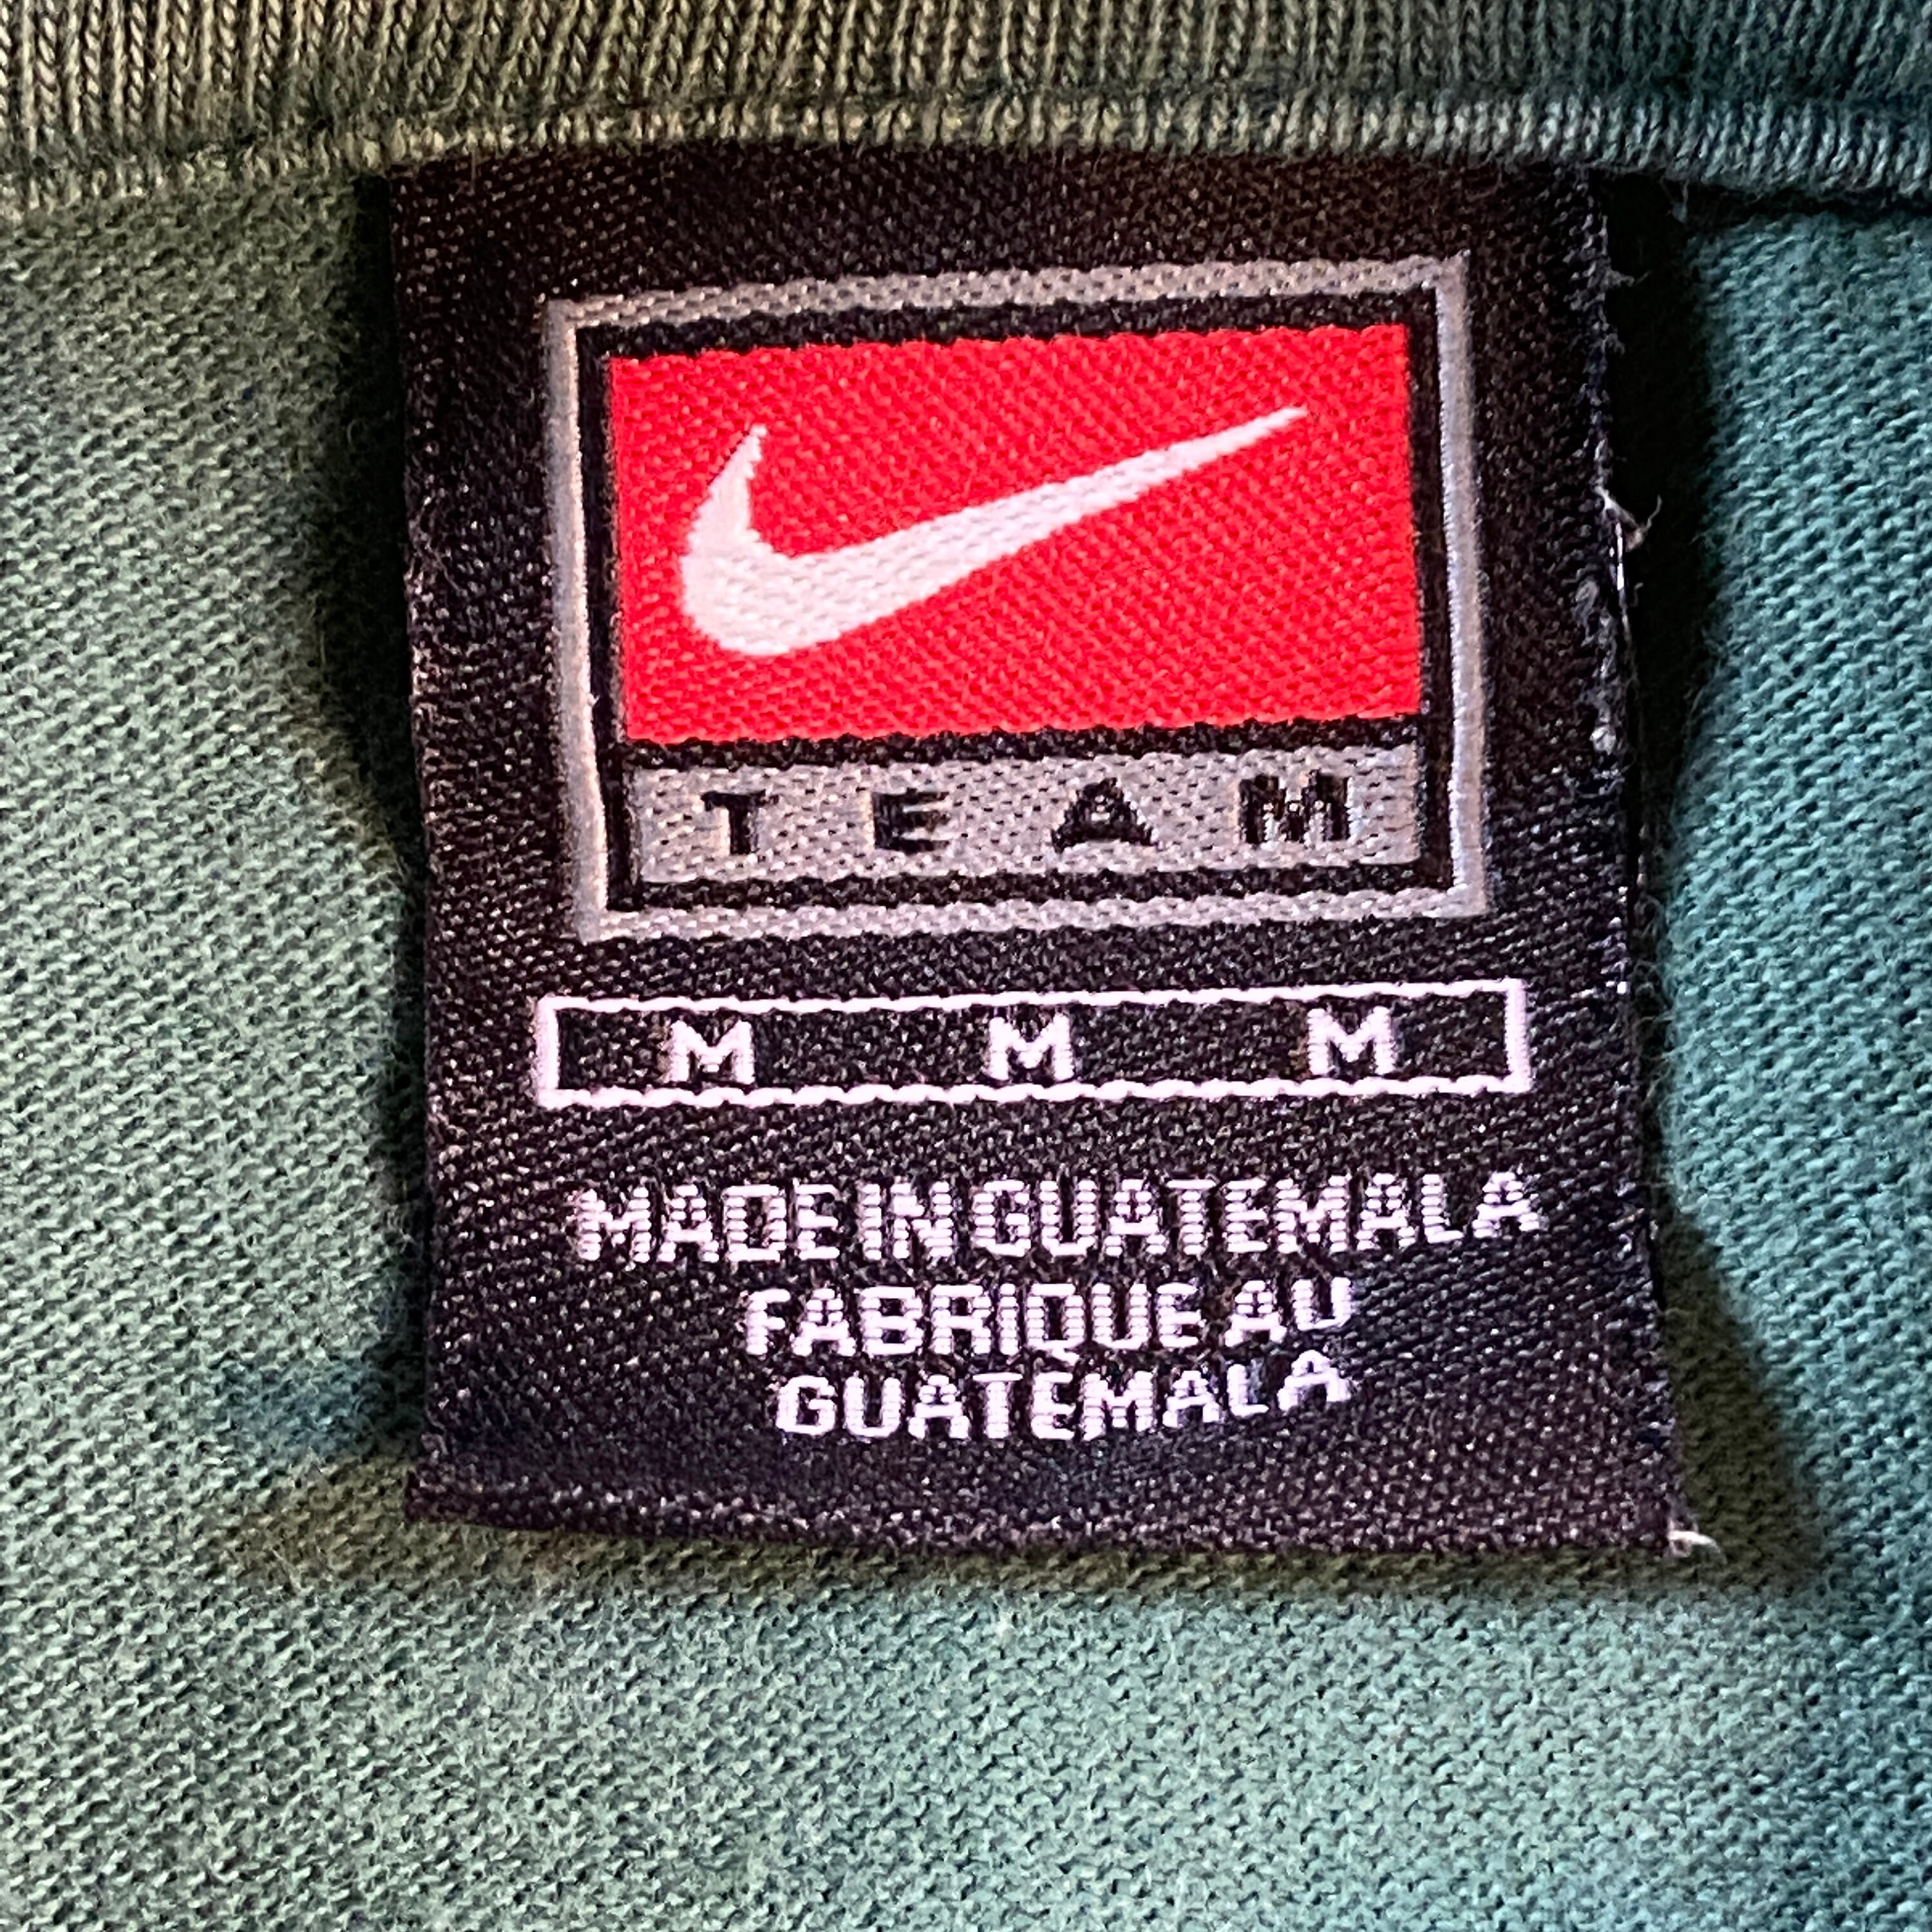 TEAM
M M M
MADE IN GUATEMALA
FABRIQUE AU
GUATEMALA